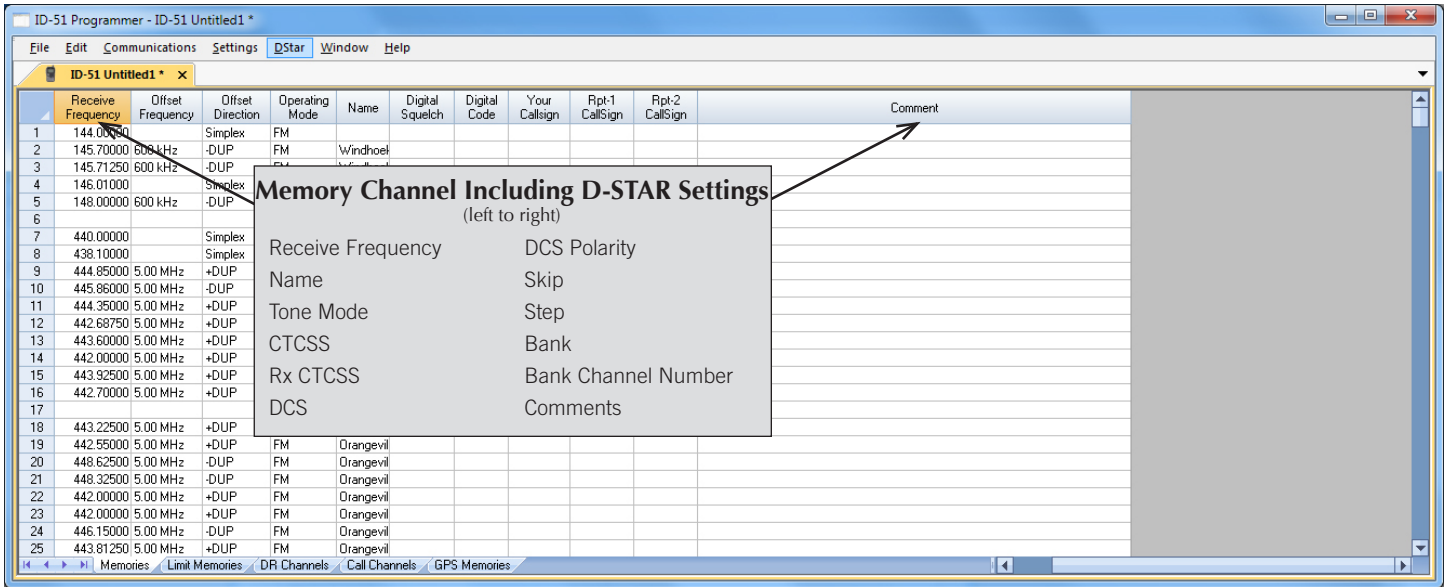 ID-51 Programmer - ID-51 Untitled1 *
File Edit Communications Settings DStar Window Help
ID-51 Untitled1 * X
Receive Frequency Offset Frequency Offset Direction Operating Mode Name Digital Squelch Digital Code Your Callsign Rpt-1 CallSign Rpt-2 CallSign Comment
1 144.00000 Simplex FM
2 145.70000 600 kHz -DUP FM Windhoek
3 145.71250 600 kHz -DUP
4 146.01000 Simplex
5 148.00000 600 kHz -DUP
6
7 440.00000 Simplex
8 438.10000 Simplex
9 444.85000 5.00 MHz +DUP
10 445.86000 5.00 MHz -DUP
11 444.35000 5.00 MHz +DUP
12 442.68750 5.00 MHz +DUP
13 443.60000 5.00 MHz +DUP
14 442.00000 5.00 MHz +DUP
15 443.92500 5.00 MHz +DUP
16 442.70000 5.00 MHz +DUP
17
18 443.22500 5.00 MHz +DUP
19 442.55000 5.00 MHz +DUP FM Orangevil
20 448.62500 5.00 MHz -DUP FM Orangevil
21 448.32500 5.00 MHz -DUP FM Orangevil
22 442.00000 5.00 MHz +DUP FM Orangevil
23 442.00000 5.00 MHz +DUP FM Orangevil
24 446.15000 5.00 MHz -DUP FM Orangevil
25 443.81250 5.00 MHz +DUP FM Orangevil
Memory Channel Including D-STAR Settings
(left to right)
Receive Frequency DCS Polarity
Name Skip
Tone Mode Step
CTCSS Bank
Rx CTCSS Bank Channel Number
DCS Comments
Memories Limit Memories DR Channels Call Channels GPS Memories